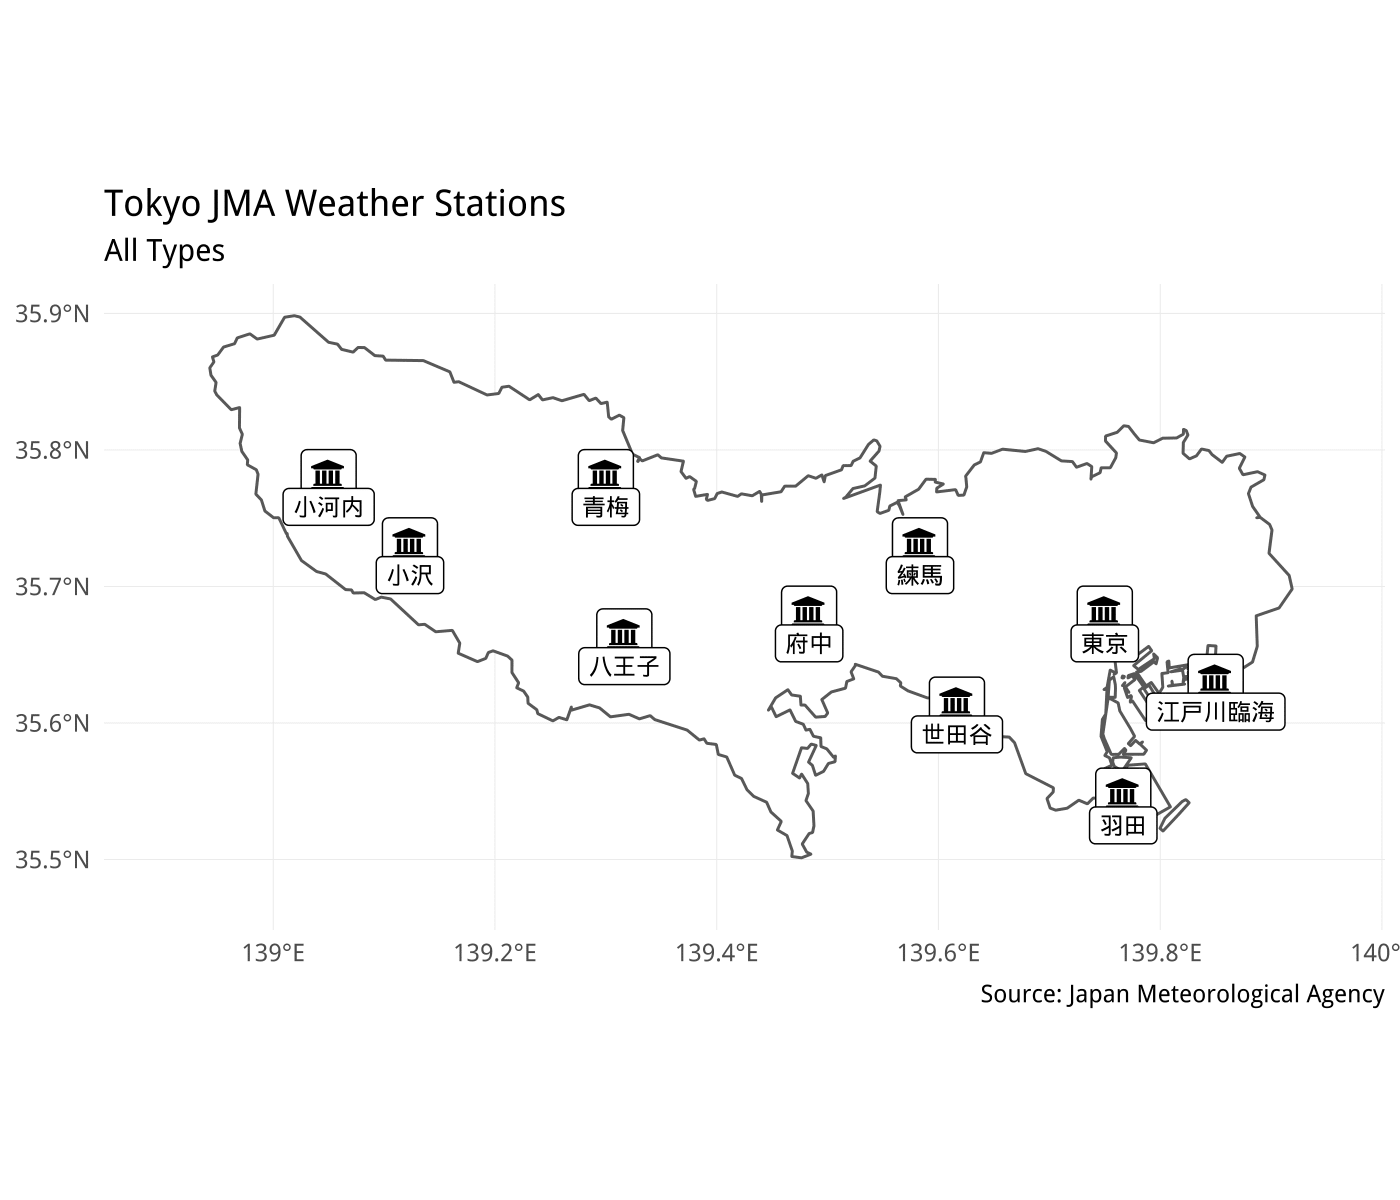 Tokyo JMA Weather Stations
All Types
35.9°N
35.8°N
小河内
青梅
小沢
練馬
35.7°N
府中
東京
八王子
江戸川臨海
35.6°N
世田谷
羽田
35.5°N
139°E
139.2°E
139.4°E
139.6°E
139.8°E
140°
Source: Japan Meteorological Agency